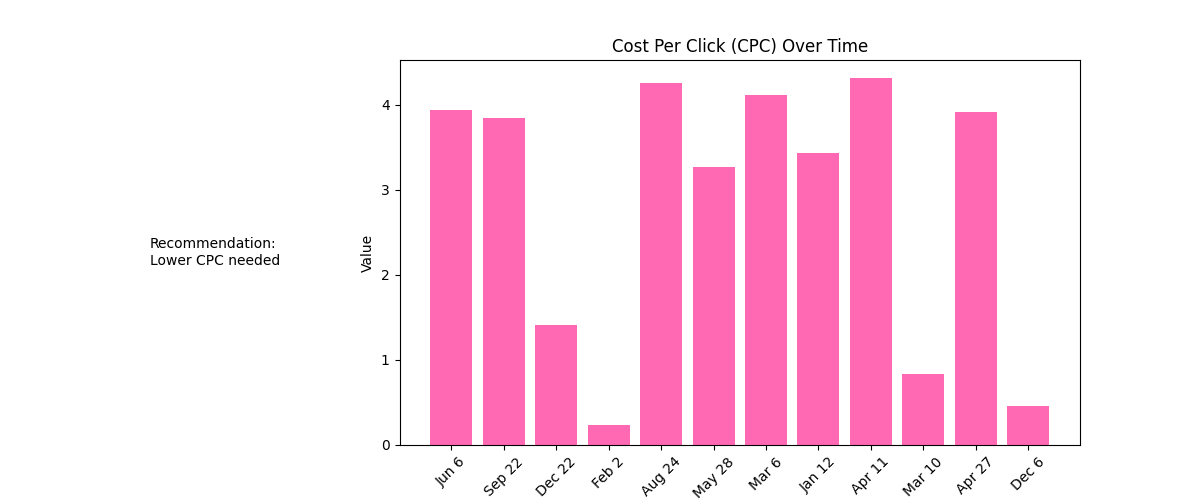 Cost Per Click (CPC) Over Time
Recommendation:
Lower CPC needed
Value
4
3
2
1
0
Jun 6
Sep 22
Dec 22
Feb 2
Aug 24
May 28
Mar 6
Jan 12
Apr 11
Mar 10
Apr 27
Dec 6